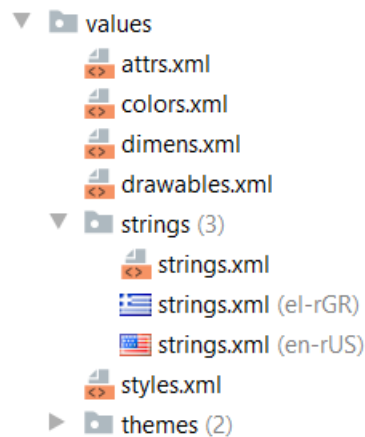 values
attrs.xml
colors.xml
dimens.xml
drawables.xml
strings (3)
strings.xml
strings.xml (el-rGR)
strings.xml (en-rUS)
styles.xml
themes (2)